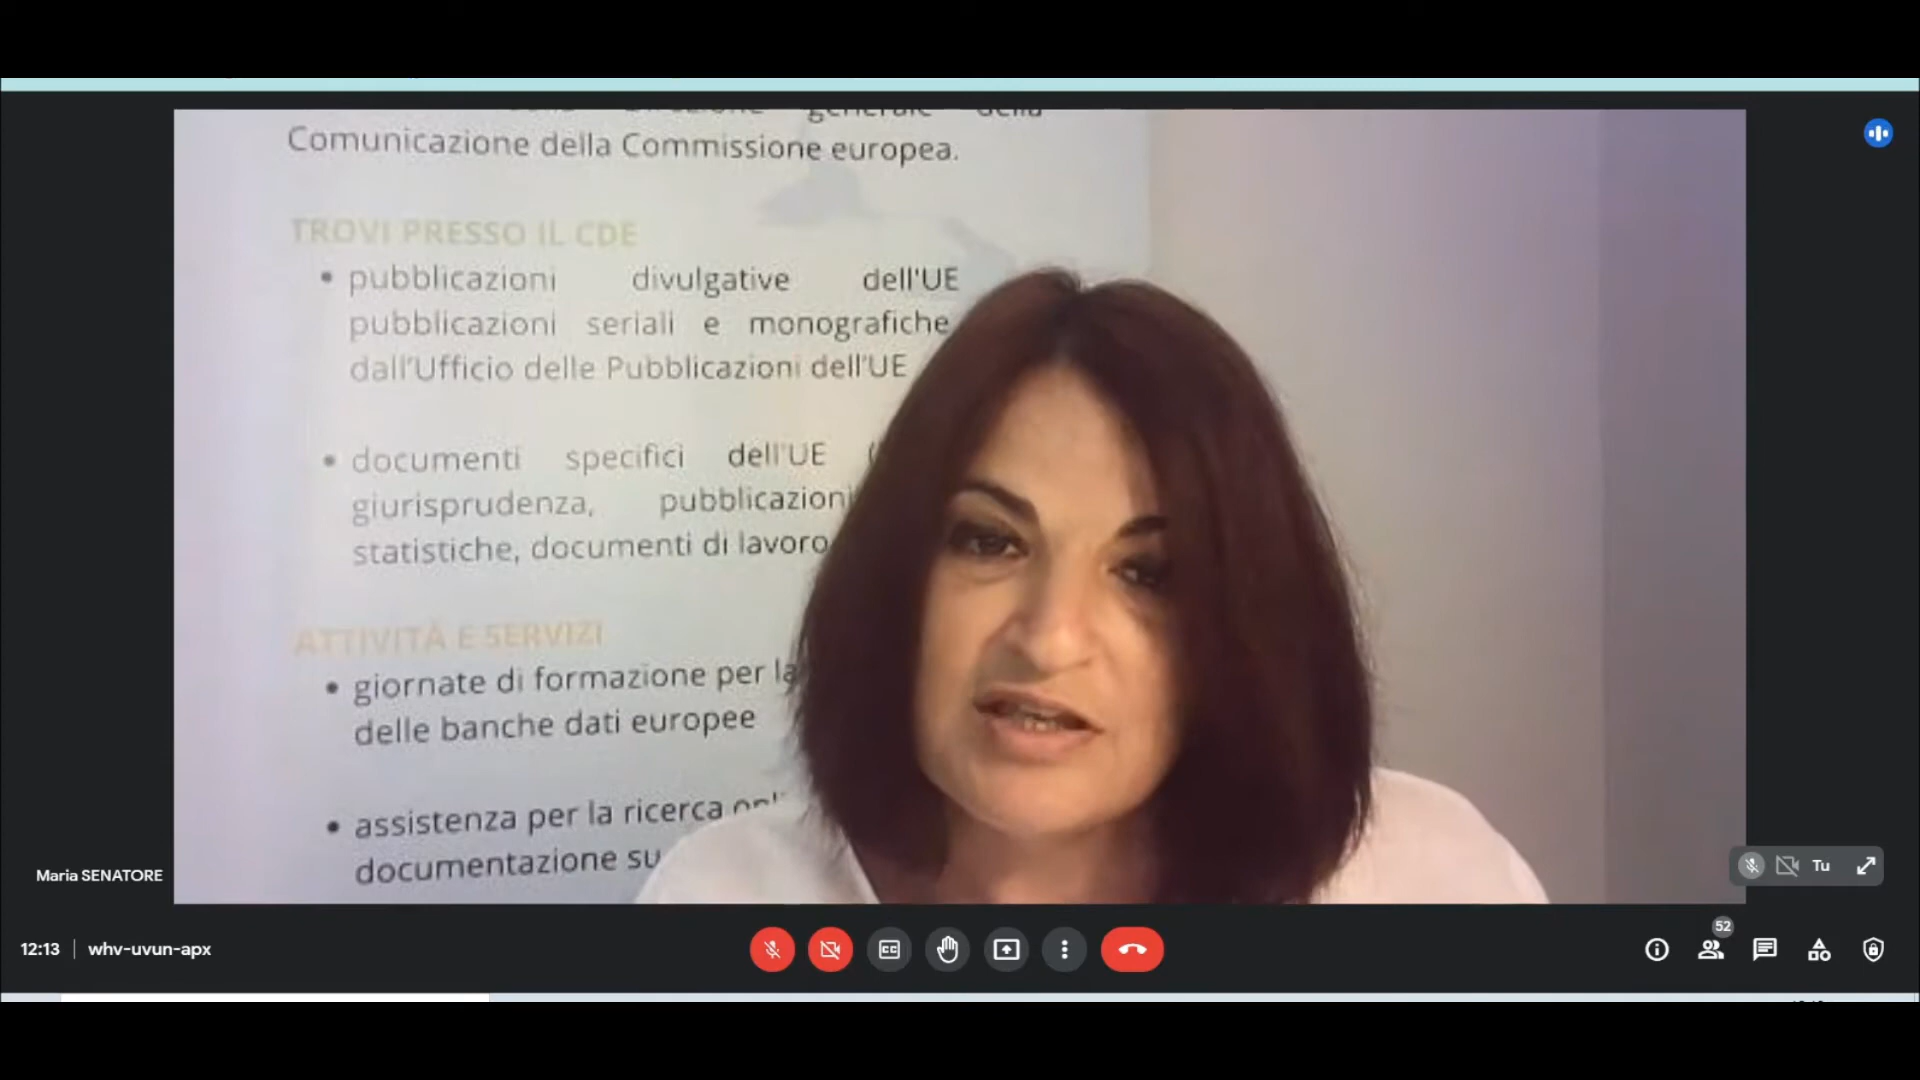 generale della
Comunicazione della Commissione europea.
TROVI PRESSO IL CDE
• pubblicazioni divulgative dell'UE
pubblicazioni seriali e monografiche
dall'Ufficio delle Pubblicazioni dell'UE
• documenti specifici dell'UE (
giurisprudenza, pubblicazioni
statistiche, documenti di lavoro
ATTIVITÀ E SERVIZI
• giornate di formazione per la
delle banche dati europee
• assistenza per la ricerca
documentazione su
Maria SENATORE
Tu
12:13 | whv-uvun-apx
52